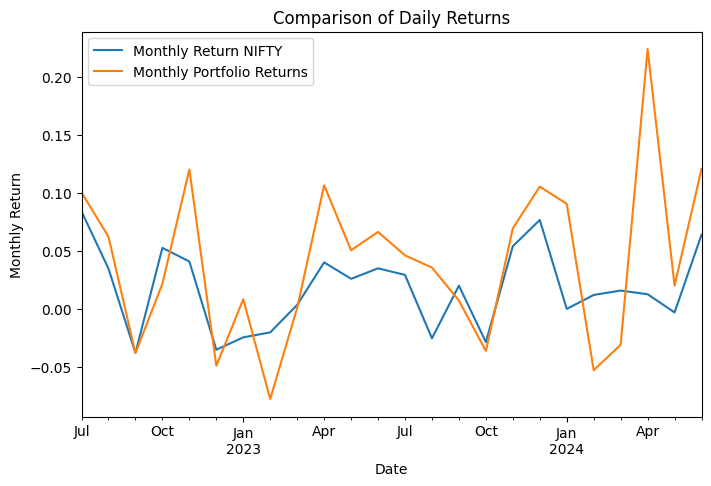 Comparison of Daily Returns
Monthly Return NIFTY
Monthly Portfolio Returns
0.20
0.15
0.10
0.05
0.00
−0.05
Monthly Return
Jul
Oct
Jan
2023
Apr
Jul
Oct
Jan
2024
Apr
Date